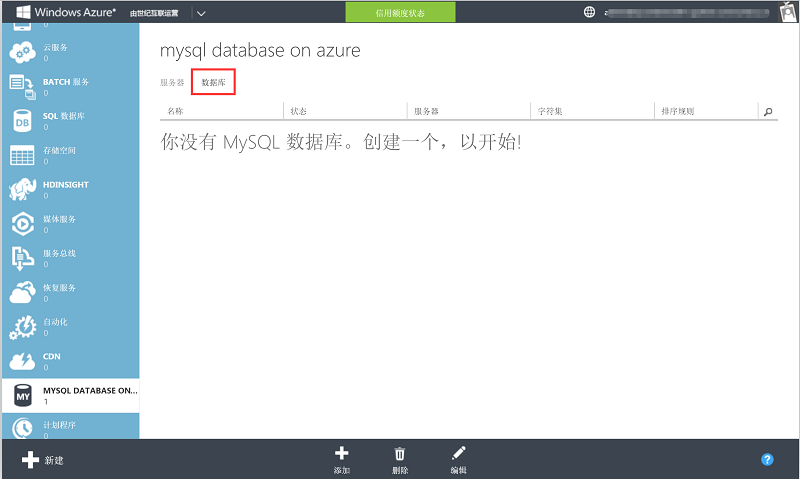 Windows Azure* 由世纪互联运营
信用额度状态
0
云服务
0
BATCH 服务
0
SQL 数据库
0
存储空间
0
HDINSIGHT
0
媒体服务
0
服务总线
0
恢复服务
0
自动化
0
CDN
0
MYSQL DATABASE ON...
1
计划程序
0
mysql database on azure
服务器 数据库
名称 状态 服务器 字符集 排序规则
你没有 MySQL 数据库。创建一个，以开始!
新建 添加 删除 编辑 ?
DB
MY